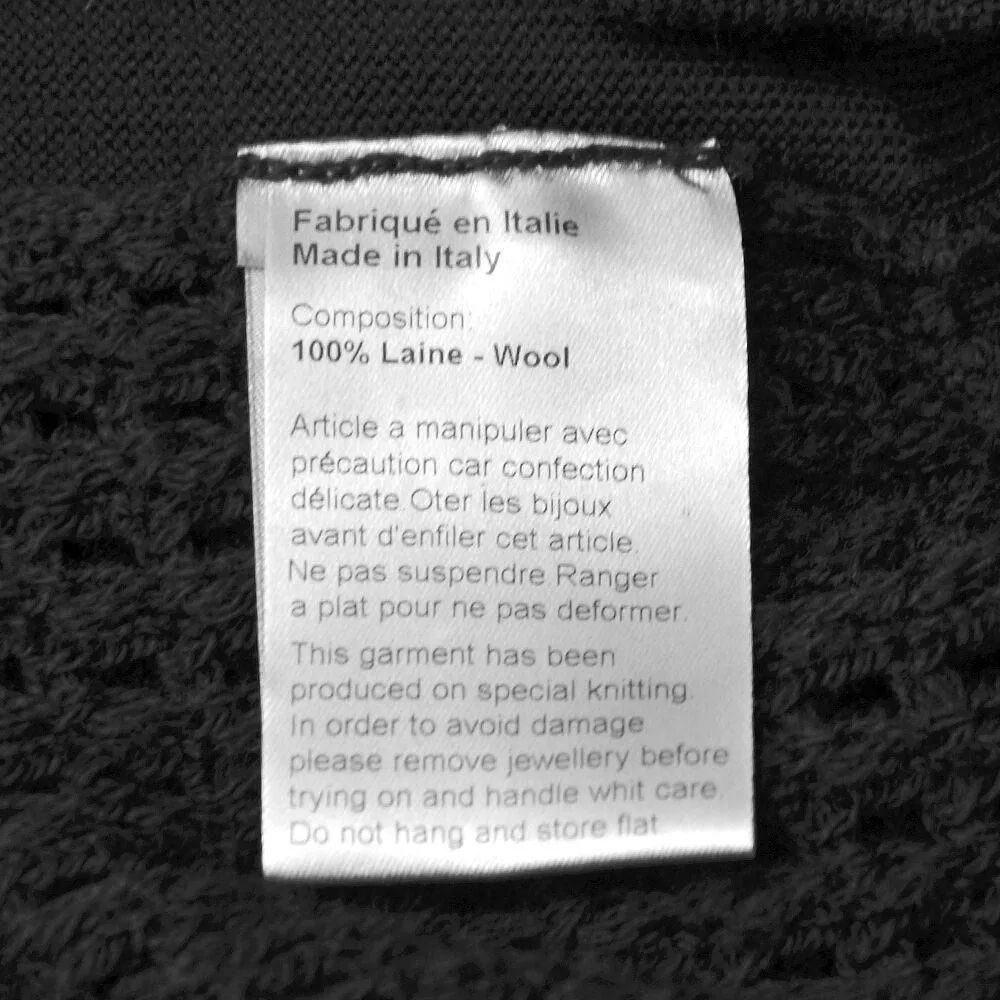 Fabriqué en Italie
Made in Italy
Composition:
100% Laine - Wool
Article a manipuler avec
précaution car confection
délicate.Oter les bijoux
avant d'enfiler cet article.
Ne pas suspendre Ranger
a plat pour ne pas deformer.
This garment has been
produced on special knitting.
In order to avoid damage
please remove jewellery before
trying on and handle whit care.
Do not hang and store flat